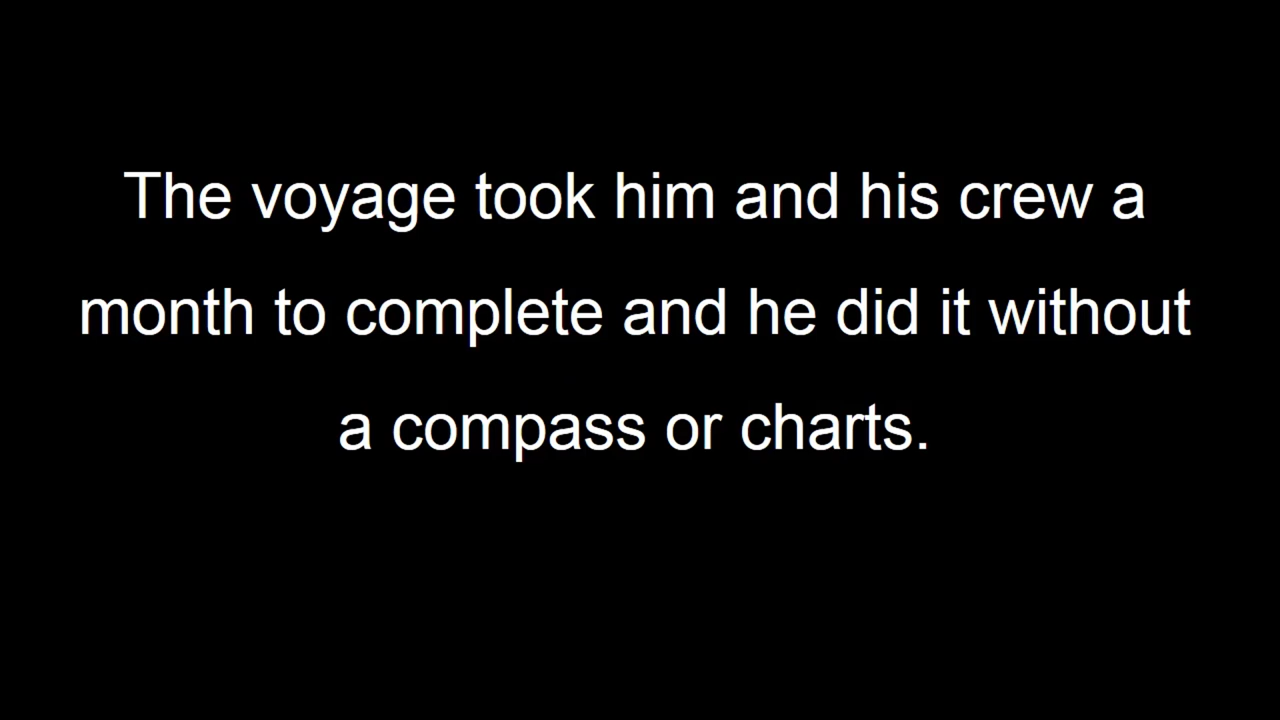 The voyage took him and his crew a
month to complete and he did it without
a compass or charts.